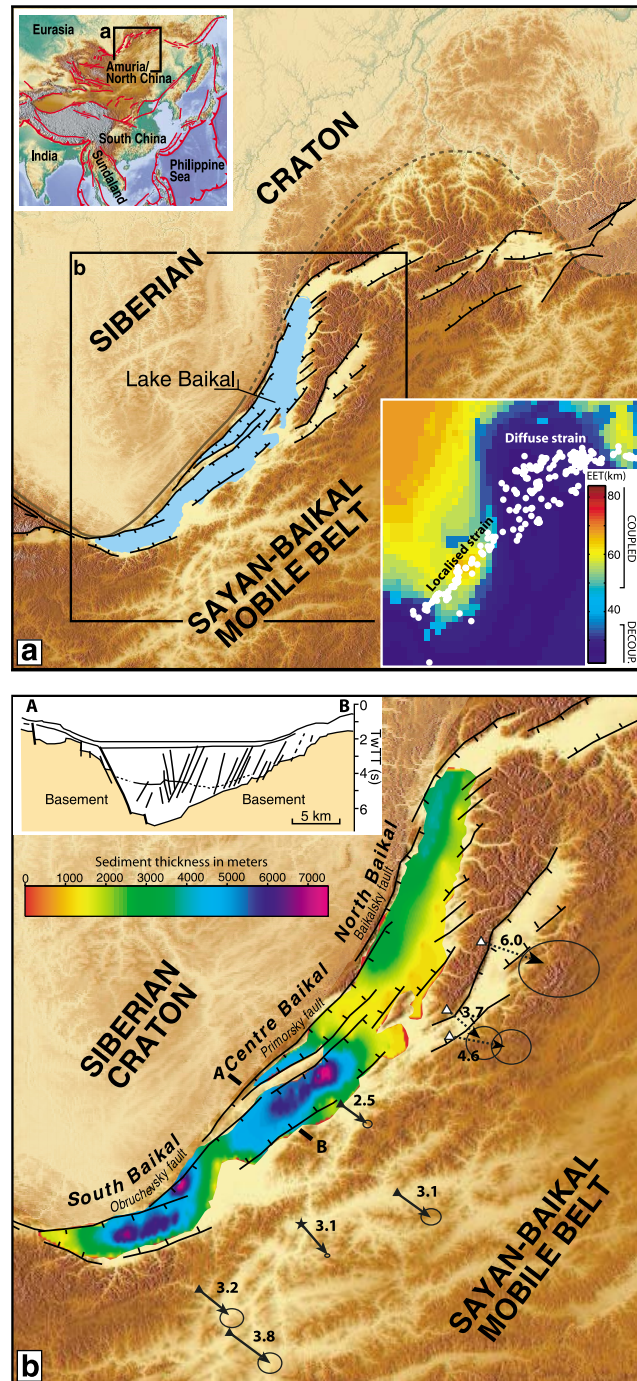 Eurasia
a
Amuria/
North China
South China
India
Sundaland
Philippine
Sea
CRATON
b
SIBERIAN
Lake Baikal
SAYAN-BAIKAL
MOBILE BELT
Diffuse strain
Localised strain
EET(km)
80
60
40
COUPLED
DECOUP.
a
A
B
0
2
4
6
TwTT (s)
Basement
Basement
5 km
Sediment thickness in meters
0 1000 2000 3000 4000 5000 6000 7000
North Baikal
Baikalsky fault
6.0
3.7
4.6
SIBERIAN
CRATON
A
Centre Baikal
Primorsky fault
2.5
B
South Baikal
Obruchevsky fault
3.1
3.1
SAYAN-BAIKAL
MOBILE BELT
3.2
3.8
b